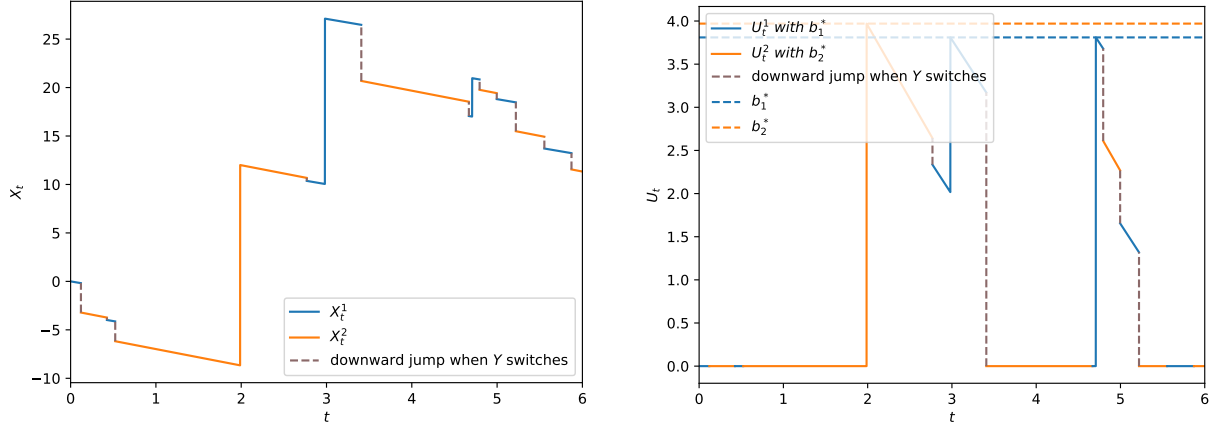 25
20
15
10
5
0
−5
−10
X_t
0
1
2
3
4
5
6
t
X_t^1
X_t^2
downward jump when Y switches
4.0
3.5
3.0
2.5
2.0
1.5
1.0
0.5
0.0
U_t
0
1
2
3
4
5
6
t
U_t^1 with b_1^*
U_t^2 with b_2^*
downward jump when Y switches
b_1^*
b_2^*